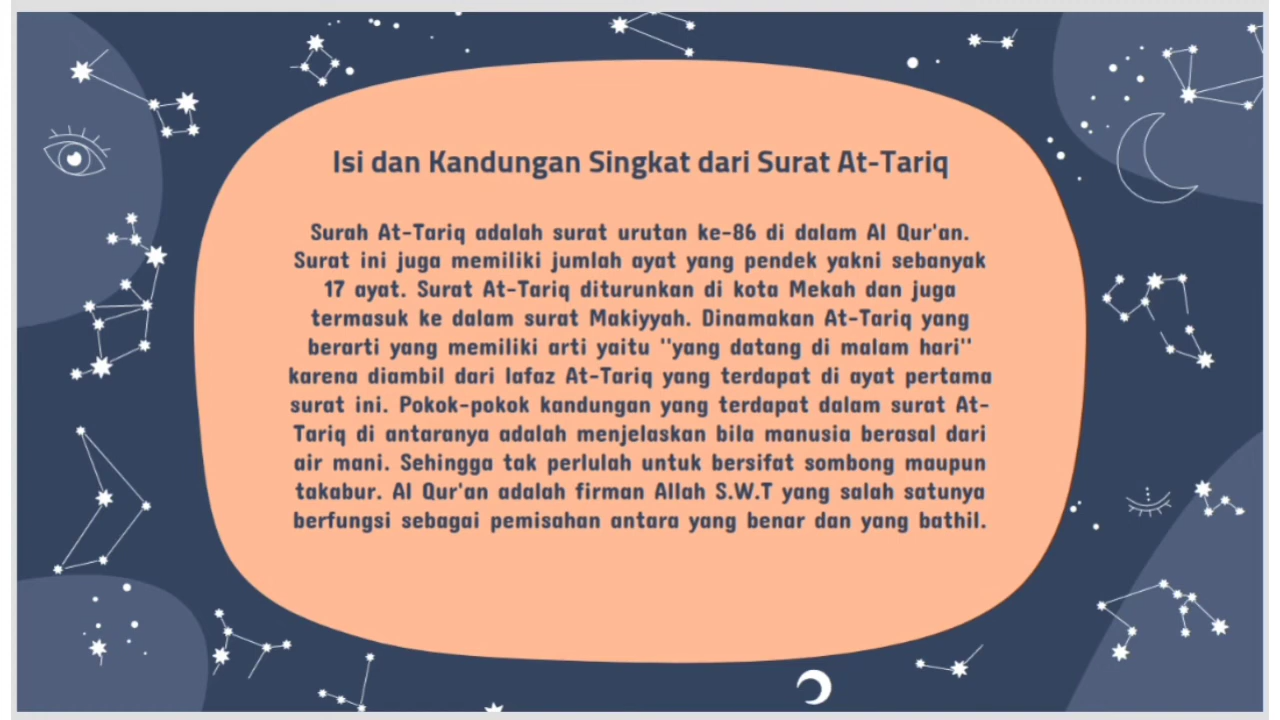 Isi dan Kandungan Singkat dari Surat At-Tariq
Surah At-Tariq adalah surat urutan ke-86 di dalam Al Qur'an.
Surat ini juga memiliki jumlah ayat yang pendek yakni sebanyak
17 ayat. Surat At-Tariq diturunkan di kota Mekah dan juga
termasuk ke dalam surat Makiyyah. Dinamakan At-Tariq yang
berarti yang memiliki arti yaitu "yang datang di malam hari"
karena diambil dari lafaz At-Tariq yang terdapat di ayat pertama
surat ini. Pokok-pokok kandungan yang terdapat dalam surat At-
Tariq di antaranya adalah menjelaskan bila manusia berasal dari
air mani. Sehingga tak perlulah untuk bersifat sombong maupun
takabur. Al Qur'an adalah firman Allah S.W.T yang salah satunya
berfungsi sebagai pemisahan antara yang benar dan yang bathil.